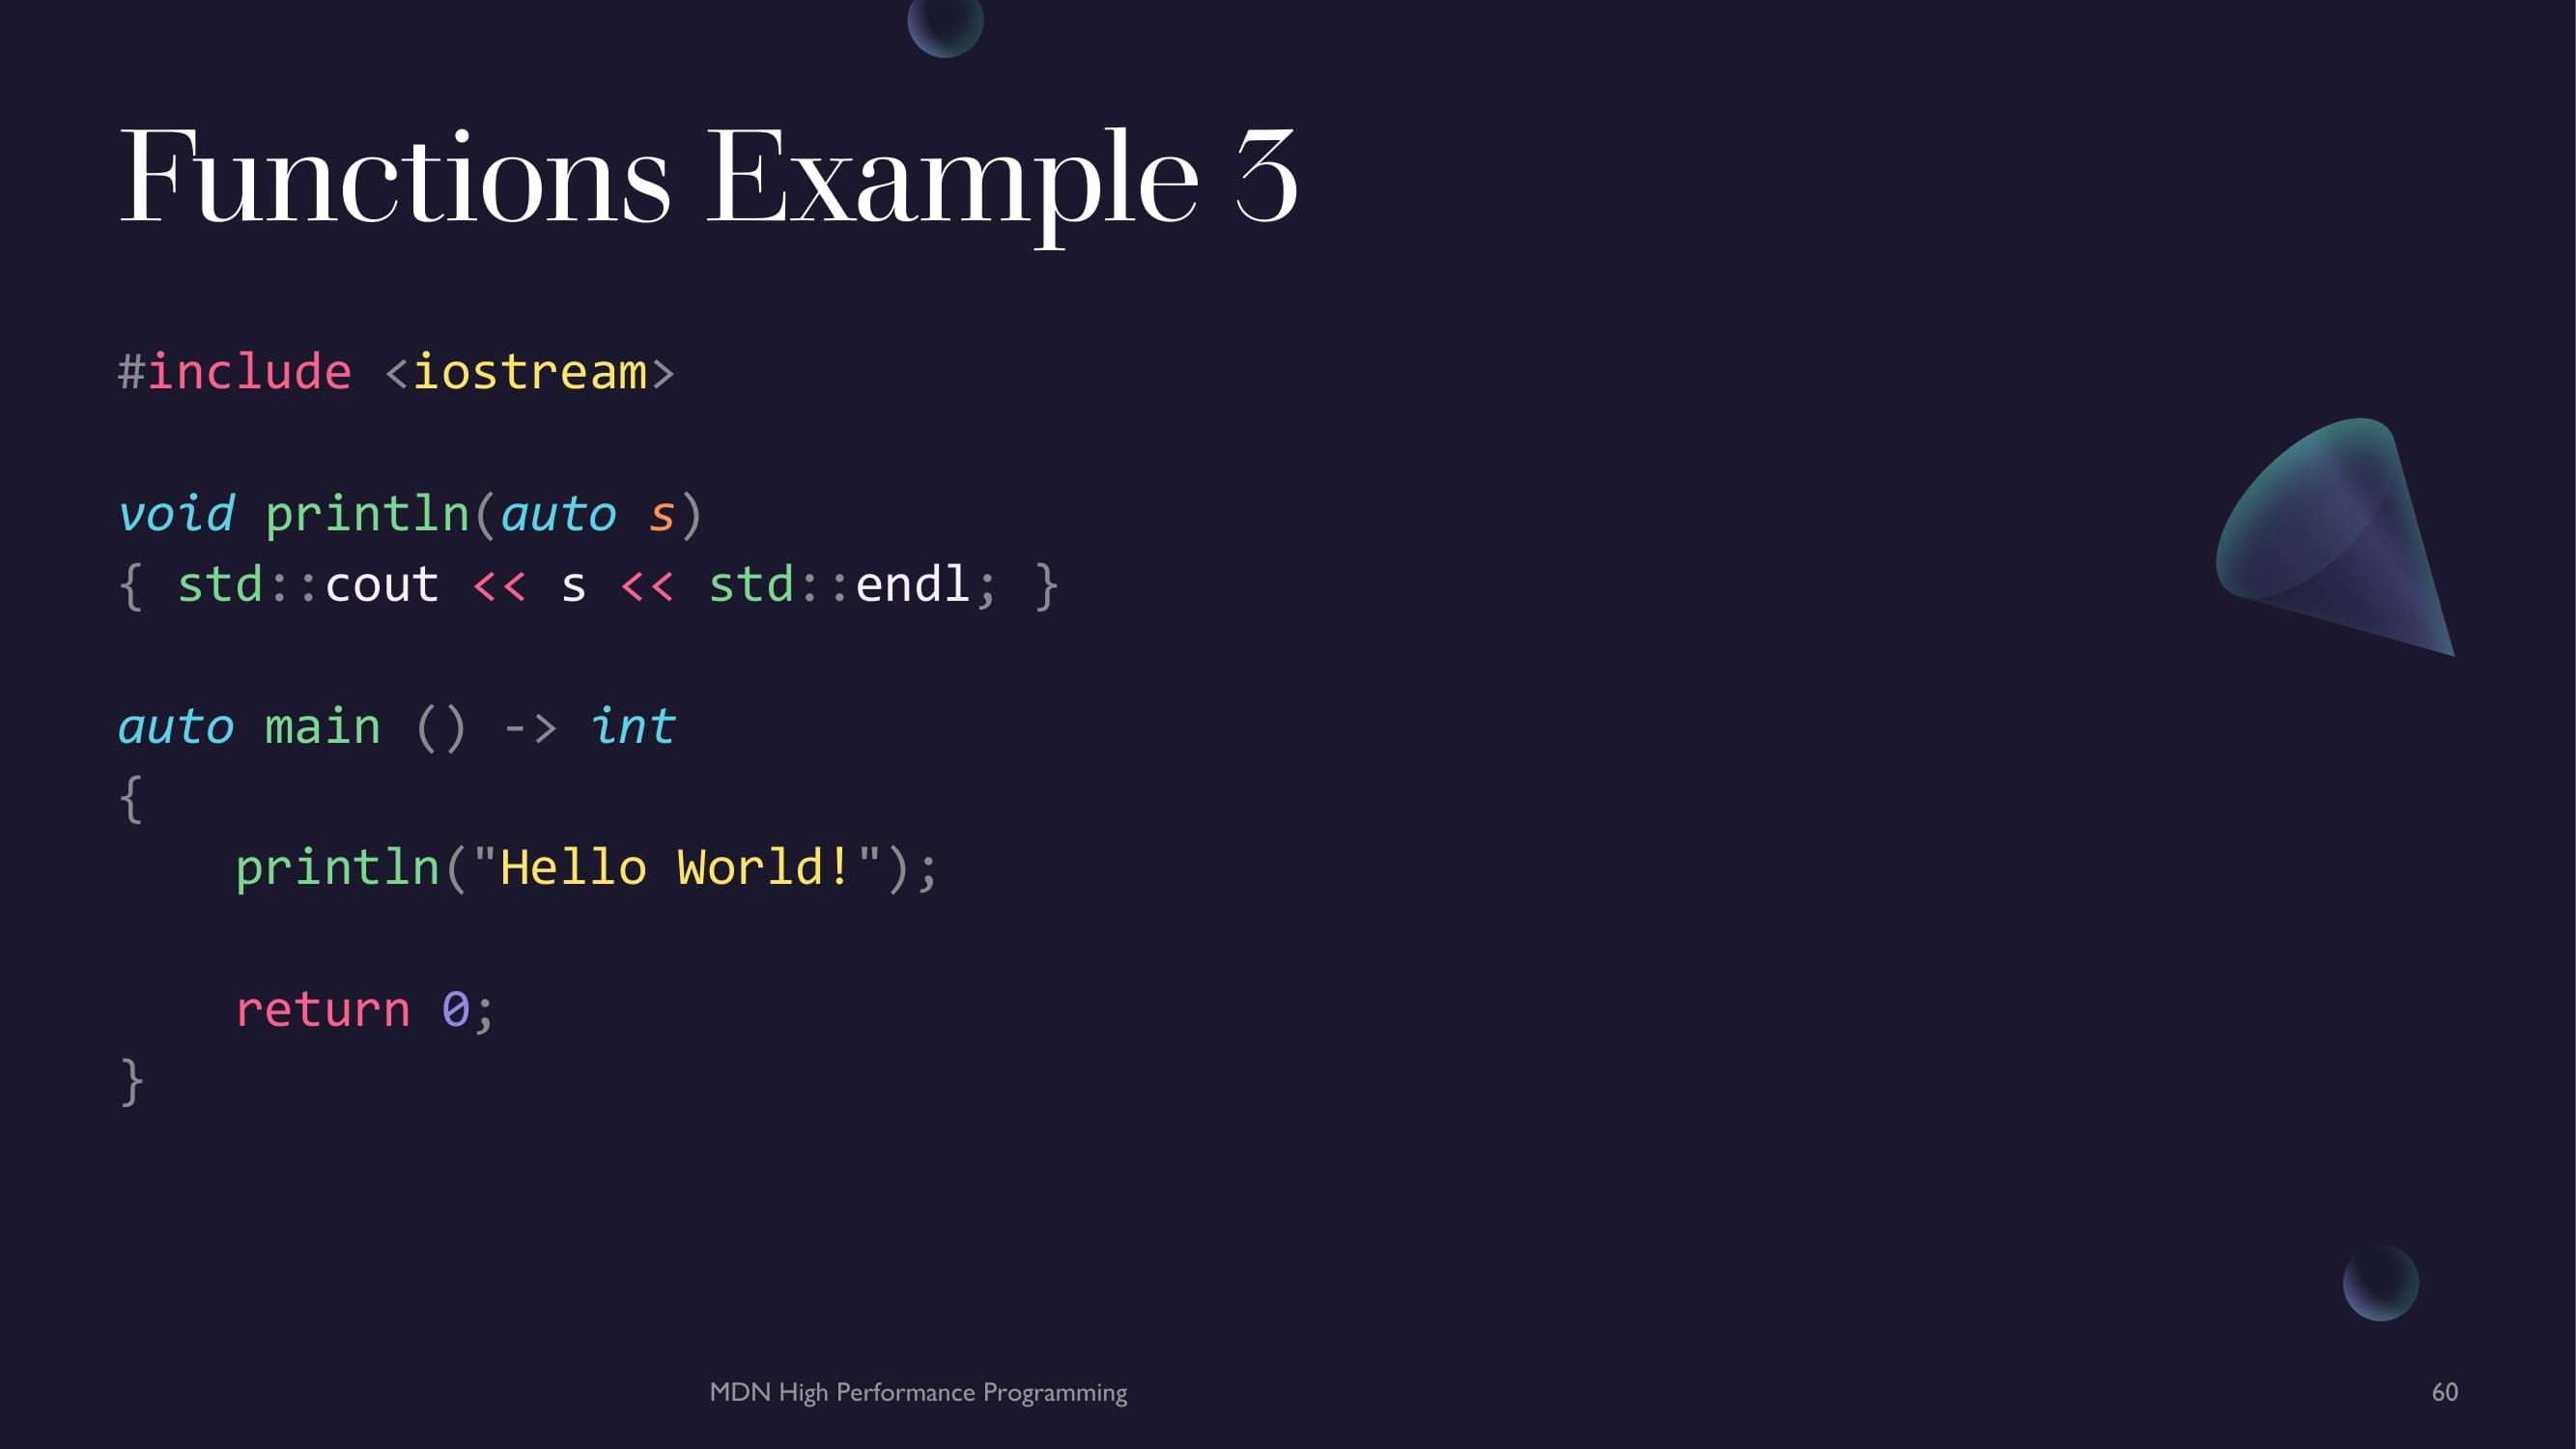 Functions Example 3
#include <iostream>
void println(auto s)
{ std::cout << s << std::endl; }
auto main () -> int
{
    println("Hello World!");
    return 0;
}
MDN High Performance Programming
60